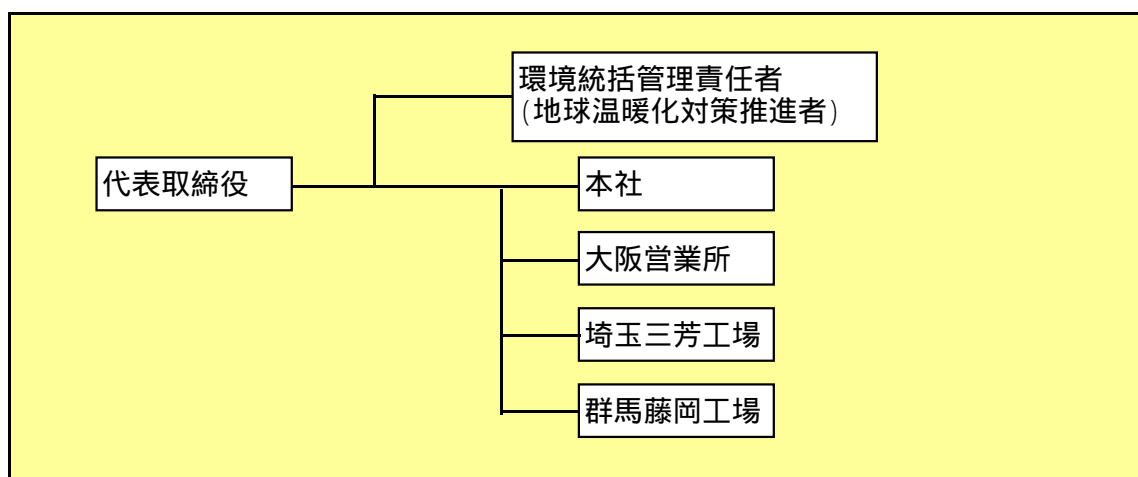 環境統括管理責任者
(地球温暖化対策推進者)
代表取締役
本社
大阪営業所
埼玉三芳工場
群馬藤岡工場